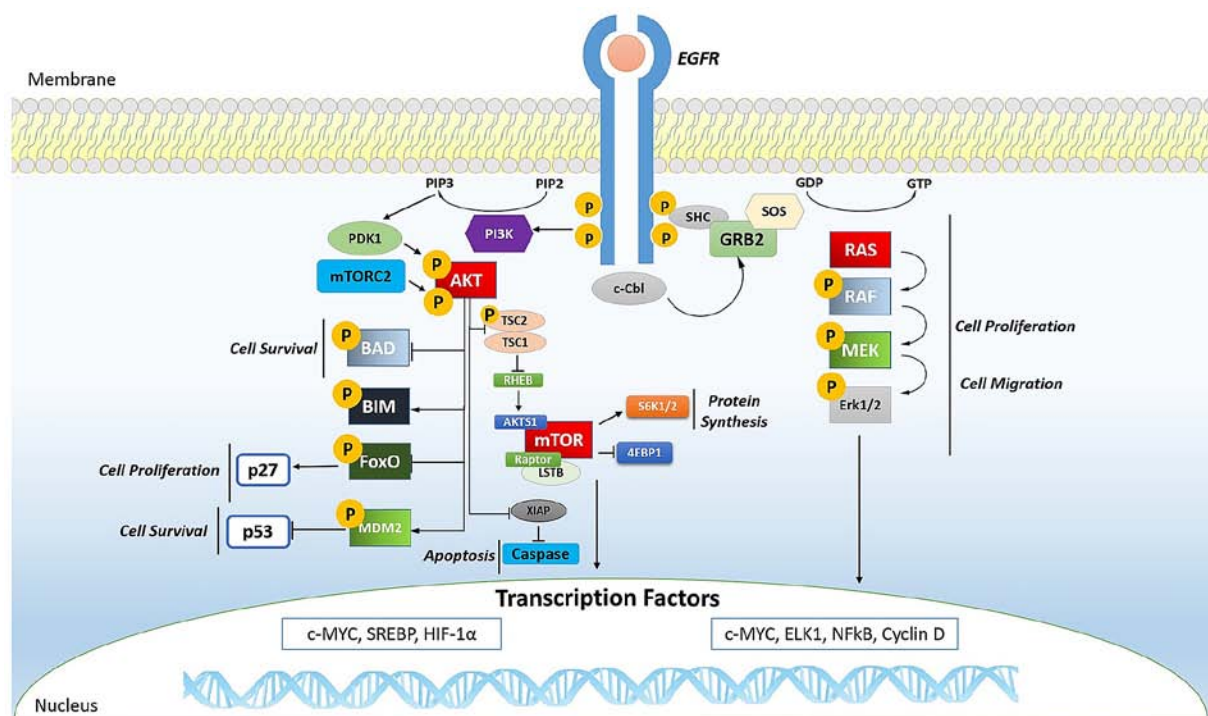 EGFR
Membrane
PIP3
PIP2
GDP
GTP
P
P
P
P
SHC
SOS
GRB2
PI3K
PDK1
mTORC2
P
P
AKT
c-Cbl
RAS
P
RAF
P
MEK
P
Erk1/2
Cell Proliferation
Cell Migration
P
TSC2
TSC1
RHEB
AKTS1
mTOR
Raptor
LSTB
S6K1/2
4EBP1
Protein
Synthesis
Cell Survival
P
BAD
P
BIM
Cell Proliferation
p27
P
FoxO
Cell Survival
p53
P
MDM2
XIAP
Apoptosis
Caspase
Transcription Factors
c-MYC, SREBP, HIF-1α
c-MYC, ELK1, NFkB, Cyclin D
Nucleus